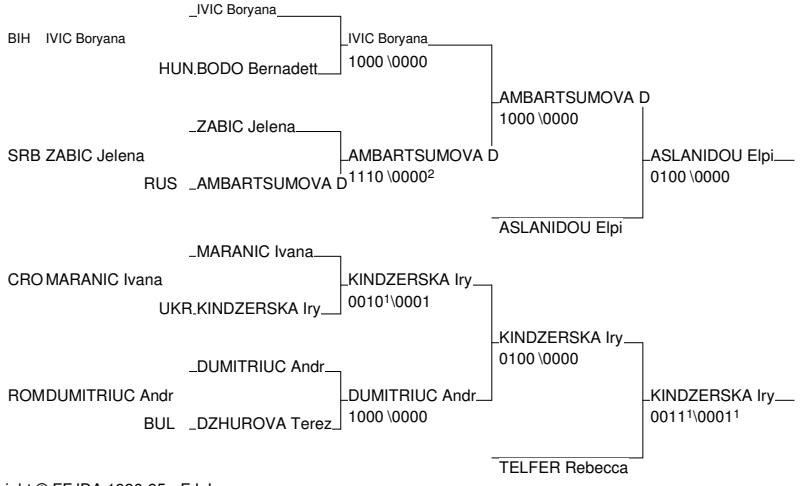 IVIC Boryana
BIH IVIC Boryana
IVIC Boryana
HUN BODO Bernadett
1000 \0000
AMBARTSUMOVA D
1000 \0000
ZABIC Jelena
SRB ZABIC Jelena
AMBARTSUMOVA D
ASLANIDOU Elpi
RUS AMBARTSUMOVA D
1110 \0000²
0100 \0000
ASLANIDOU Elpi
MARANIC Ivana
CRO MARANIC Ivana
KINDZERSKA Iry
UKR KINDZERSKA Iry
0010¹\0001
KINDZERSKA Iry
0100 \0000
DUMITRIUC Andr
ROM DUMITRIUC Andr
DUMITRIUC Andr
KINDZERSKA Iry
BUL DZHUROVA Terez
1000 \0000
0011¹\0001¹
TELFER Rebecca